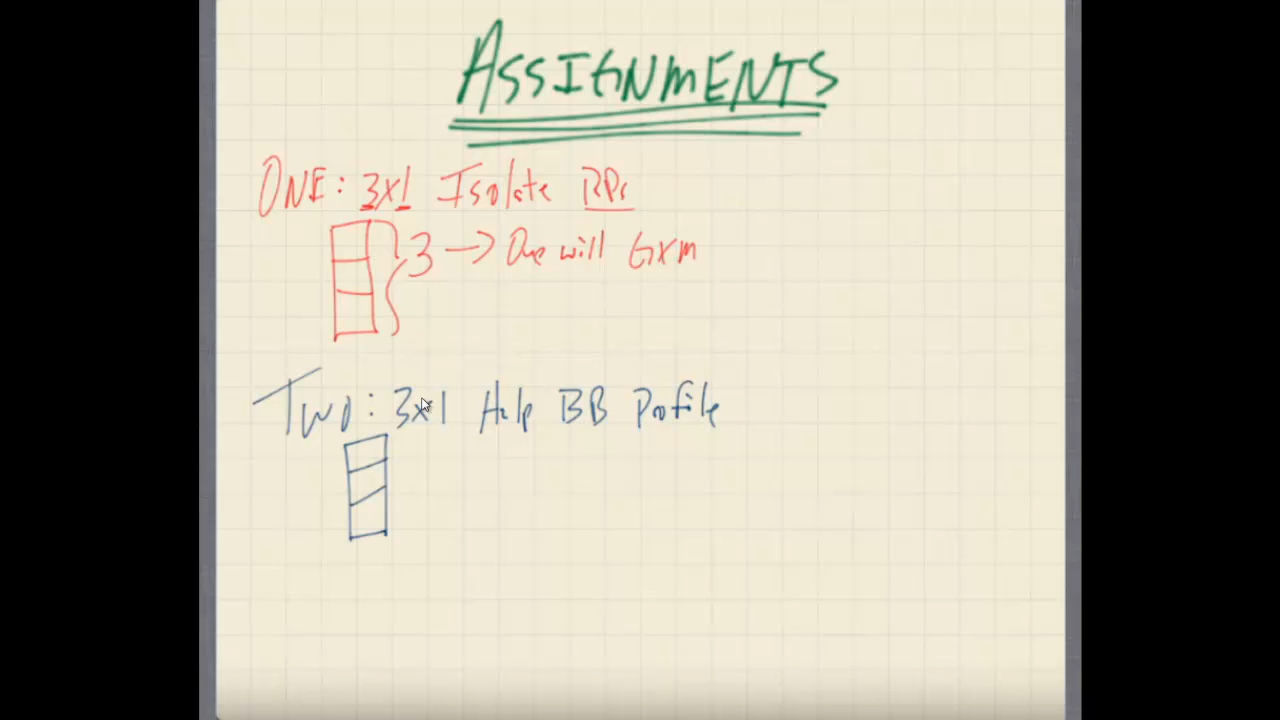 ASSIGNMENTS
ONE: 3x1 Isolate RPs
3 → One will Gxm
Two: 3x1 Help BB Profile